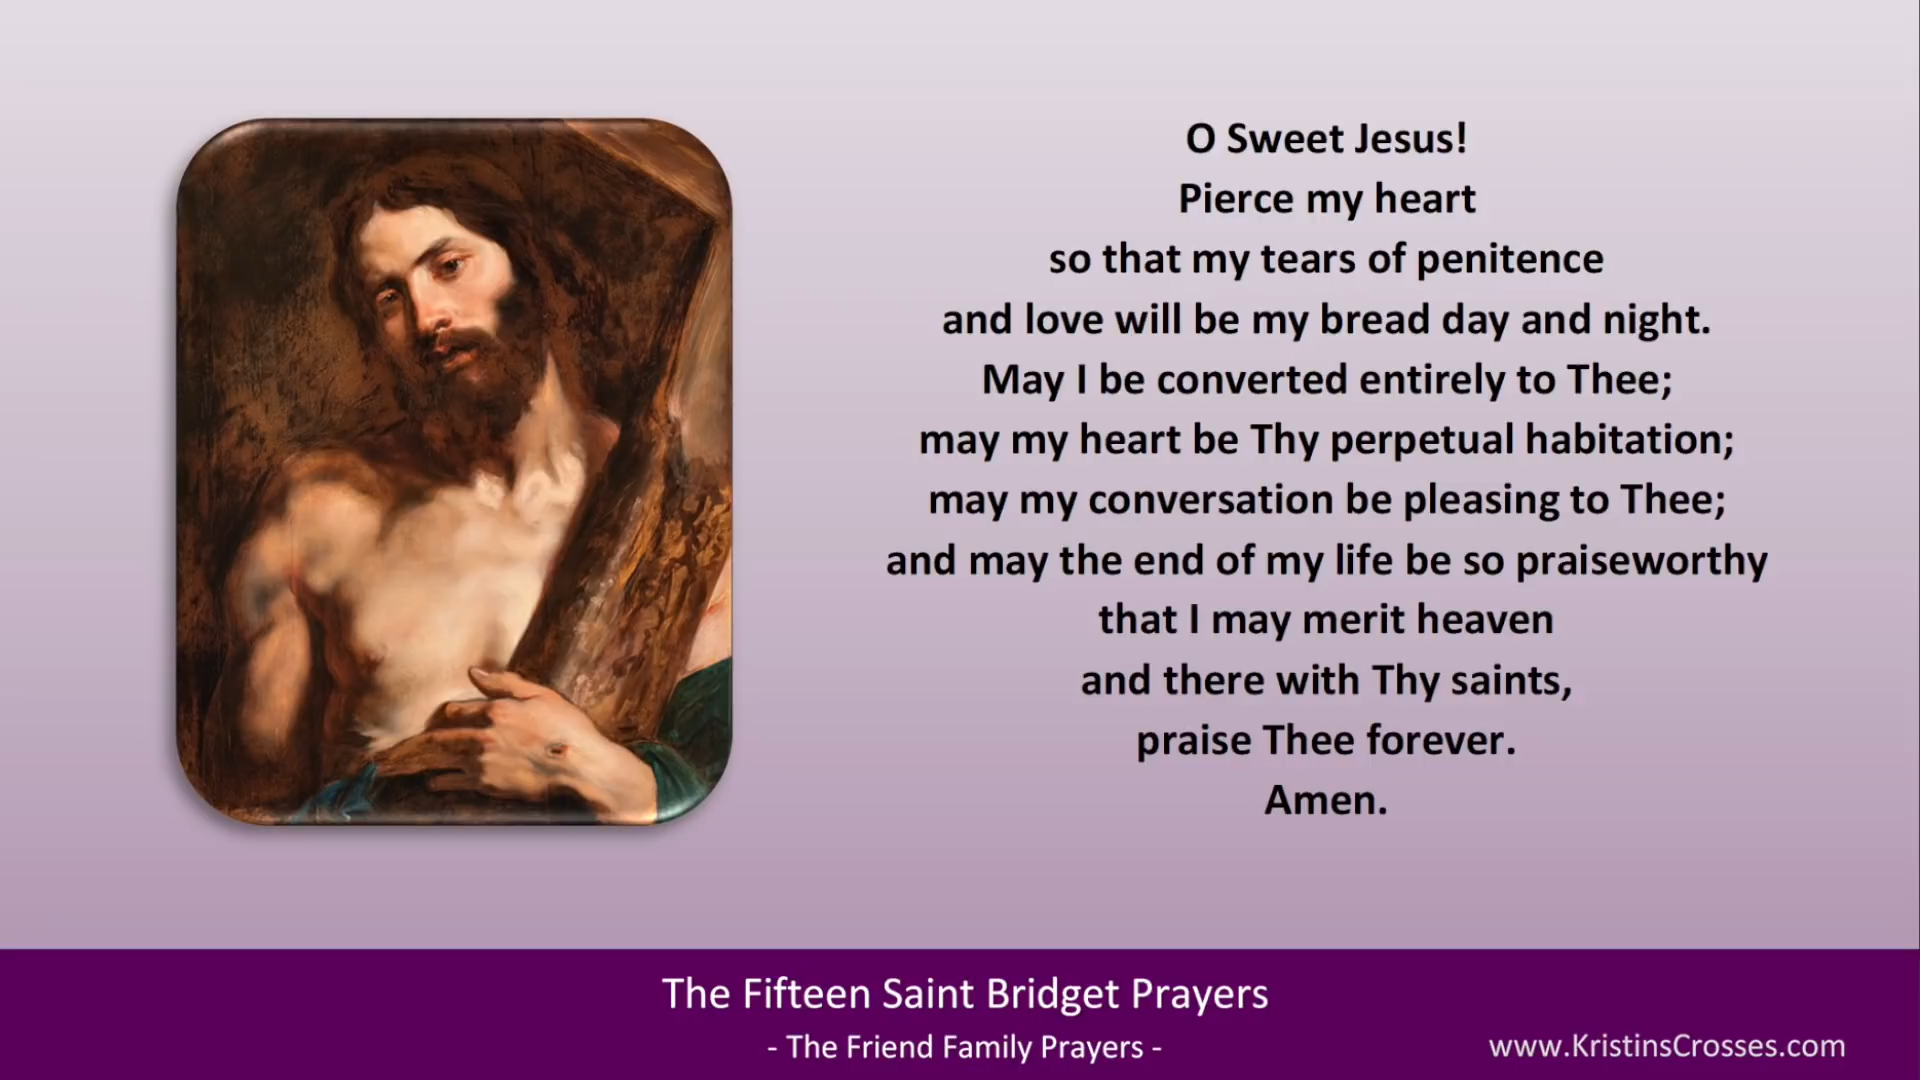 O Sweet Jesus!
Pierce my heart
so that my tears of penitence
and love will be my bread day and night.
May I be converted entirely to Thee;
may my heart be Thy perpetual habitation;
may my conversation be pleasing to Thee;
and may the end of my life be so praiseworthy
that I may merit heaven
and there with Thy saints,
praise Thee forever.
Amen.
The Fifteen Saint Bridget Prayers
- The Friend Family Prayers -
www.KristinsCrosses.com